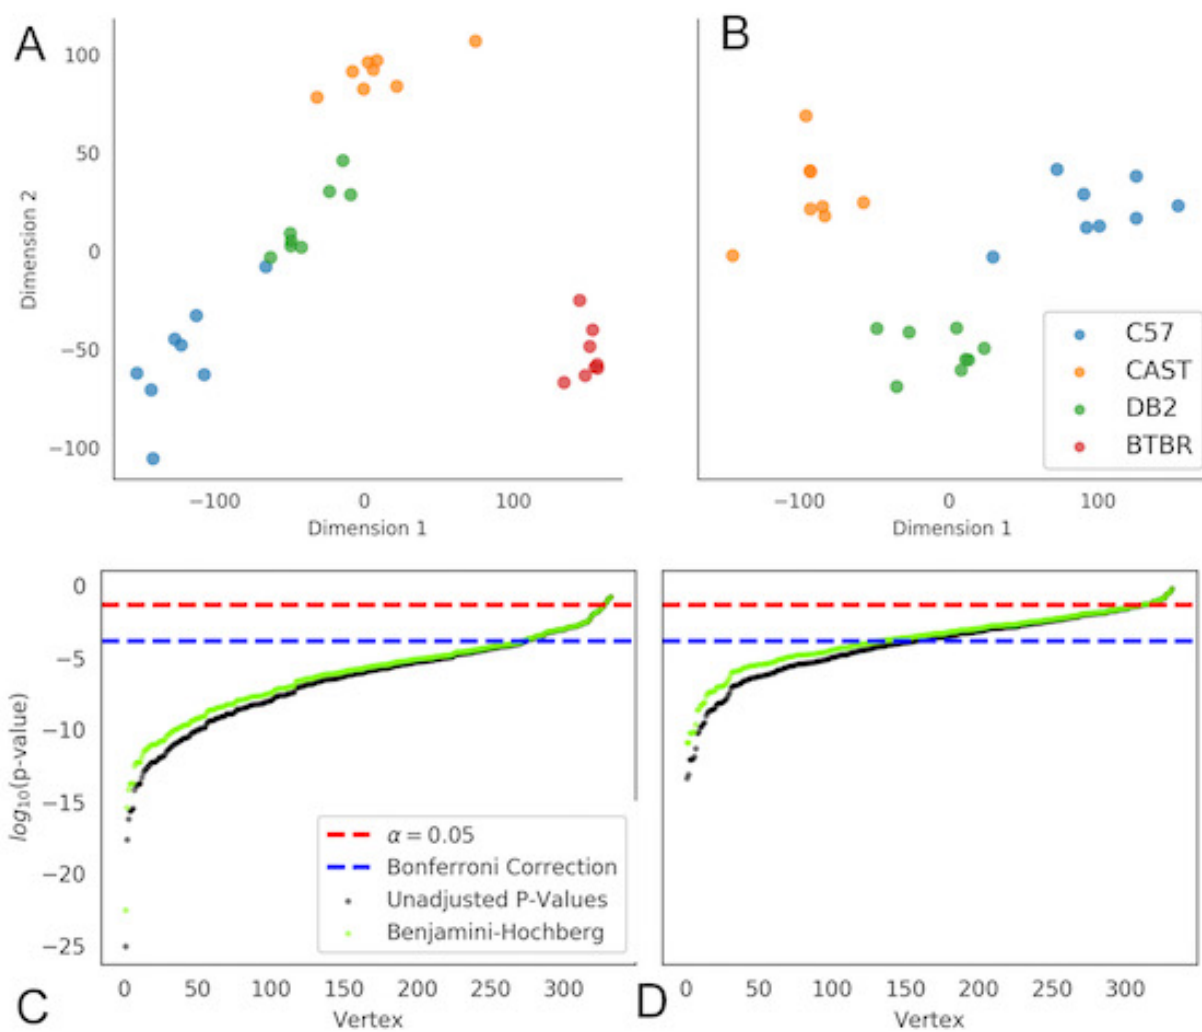 A
B
100
50
0
−50
−100
Dimension 2
−100
0
100
Dimension 1
−100
0
100
Dimension 1
C57
CAST
DB2
BTBR
0
−5
−10
−15
−20
−25
log₁₀(p-value)
α = 0.05
Bonferroni Correction
Unadjusted P-Values
Benjamini-Hochberg
0 50 100 150 200 250 300
Vertex
0 50 100 150 200 250 300
Vertex
C
D